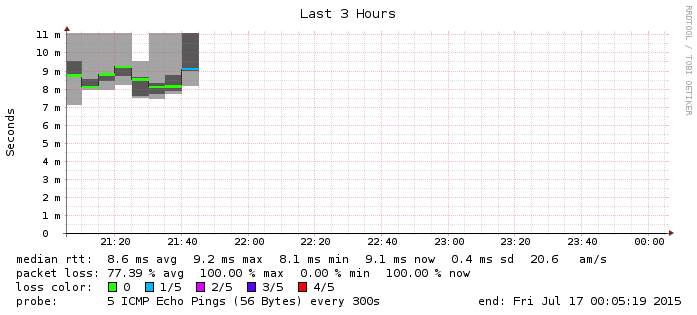 Last 3 Hours
RRDTOOL / TOBI OETIKER
Seconds
11 m
10 m
9 m
8 m
7 m
6 m
5 m
4 m
3 m
2 m
1 m
0
21:20 21:40 22:00 22:20 22:40 23:00 23:20 23:40 00:00
median rtt: 8.6 ms avg 9.2 ms max 8.1 ms min 9.1 ms now 0.4 ms sd 20.6 am/s
packet loss: 77.39 % avg 100.00 % max 0.00 % min 100.00 % now
loss color: 0 1/5 2/5 3/5 4/5
probe: 5 ICMP Echo Pings (56 Bytes) every 300s end: Fri Jul 17 00:05:19 2015